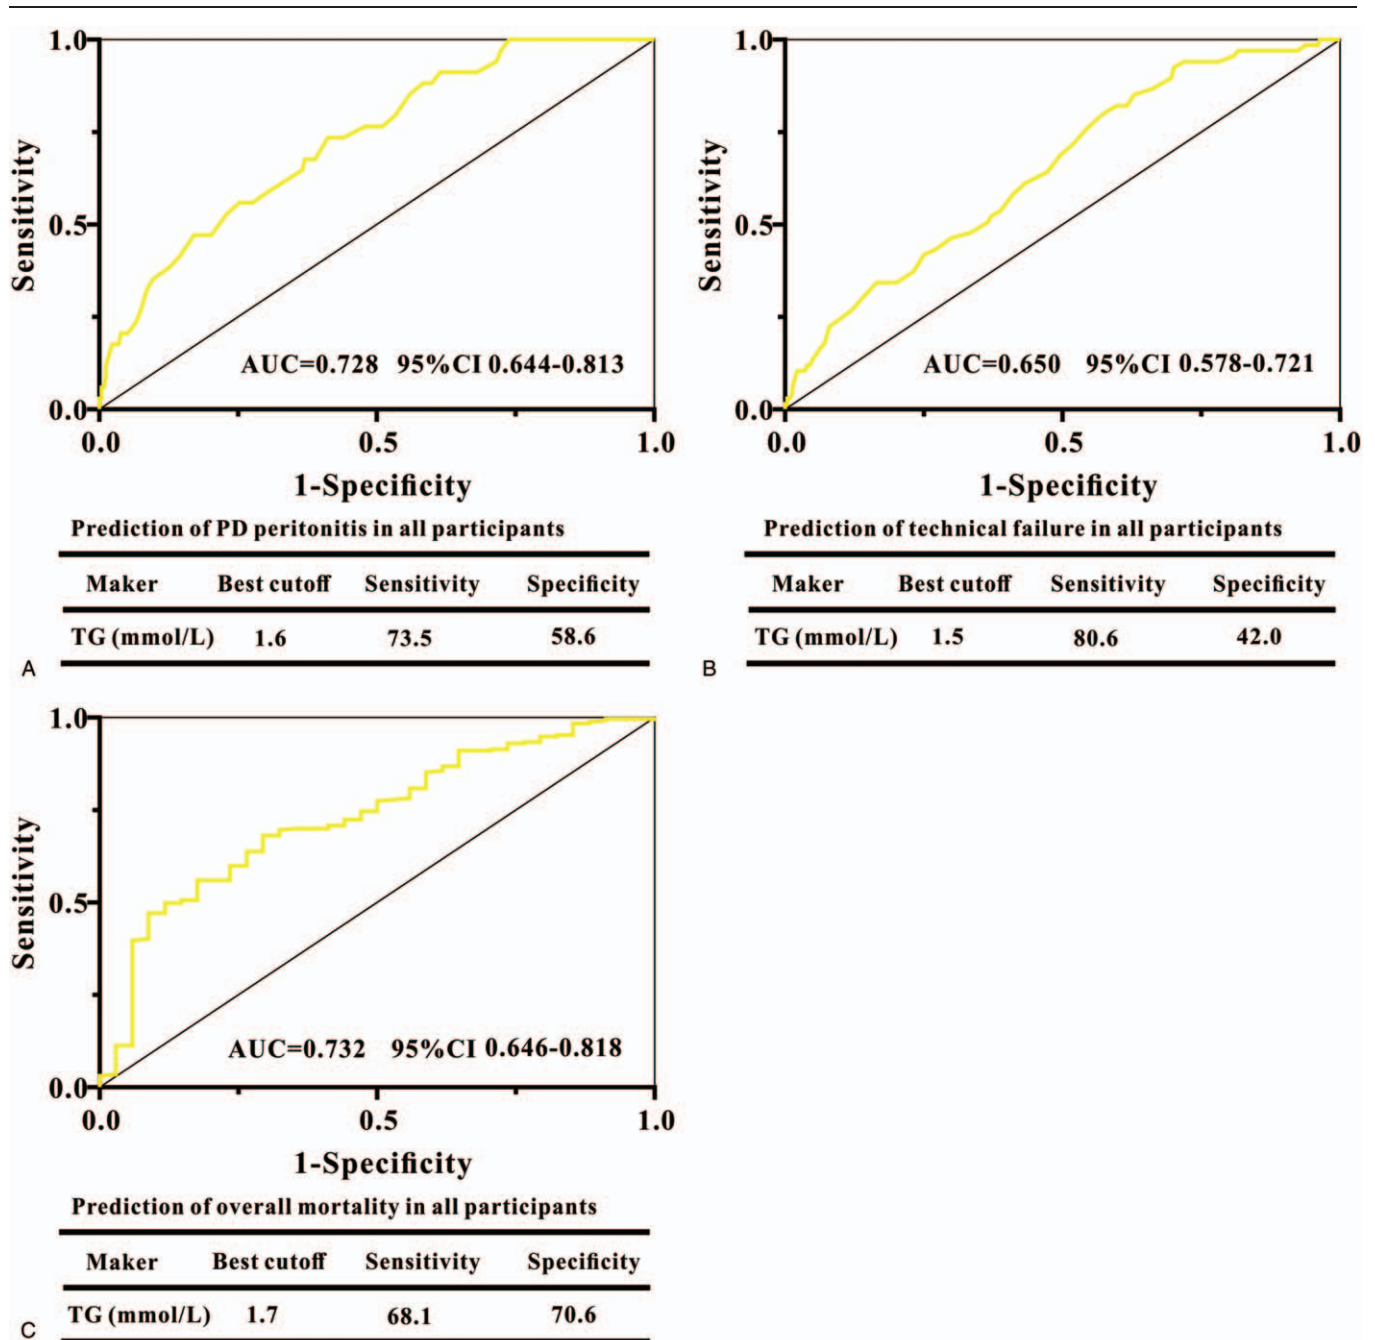 1.0
0.5
0.0
Sensitivity
AUC=0.728 95%CI 0.644-0.813
0.0 0.5 1.0
1-Specificity
Prediction of PD peritonitis in all participants
Maker Best cutoff Sensitivity Specificity
TG (mmol/L) 1.6 73.5 58.6
A
1.0
0.5
0.0
Sensitivity
AUC=0.650 95%CI 0.578-0.721
0.0 0.5 1.0
1-Specificity
Prediction of technical failure in all participants
Maker Best cutoff Sensitivity Specificity
TG (mmol/L) 1.5 80.6 42.0
B
1.0
0.5
0.0
Sensitivity
AUC=0.732 95%CI 0.646-0.818
0.0 0.5 1.0
1-Specificity
Prediction of overall mortality in all participants
Maker Best cutoff Sensitivity Specificity
TG (mmol/L) 1.7 68.1 70.6
C